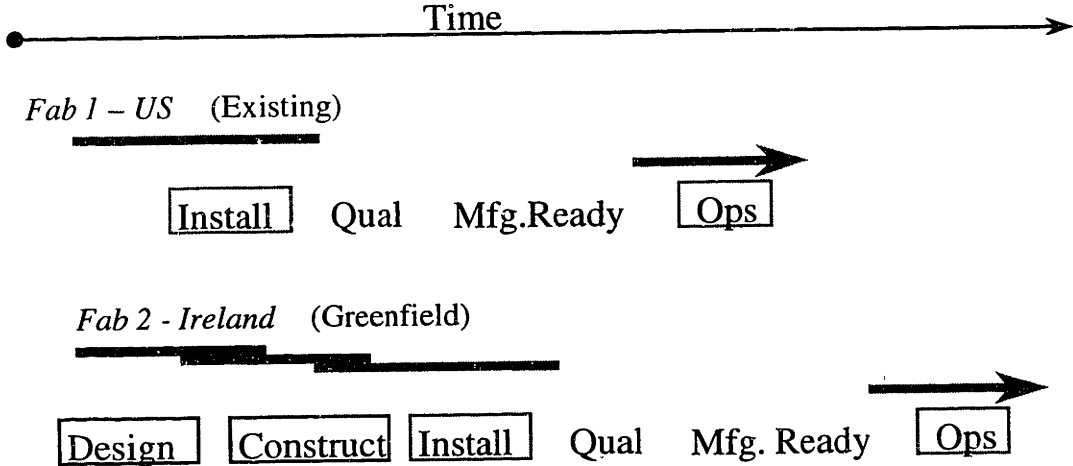 Time
Fab 1 – US (Existing)
Install Qual Mfg.Ready Ops
Fab 2 - Ireland (Greenfield)
Design Construct Install Qual Mfg. Ready Ops